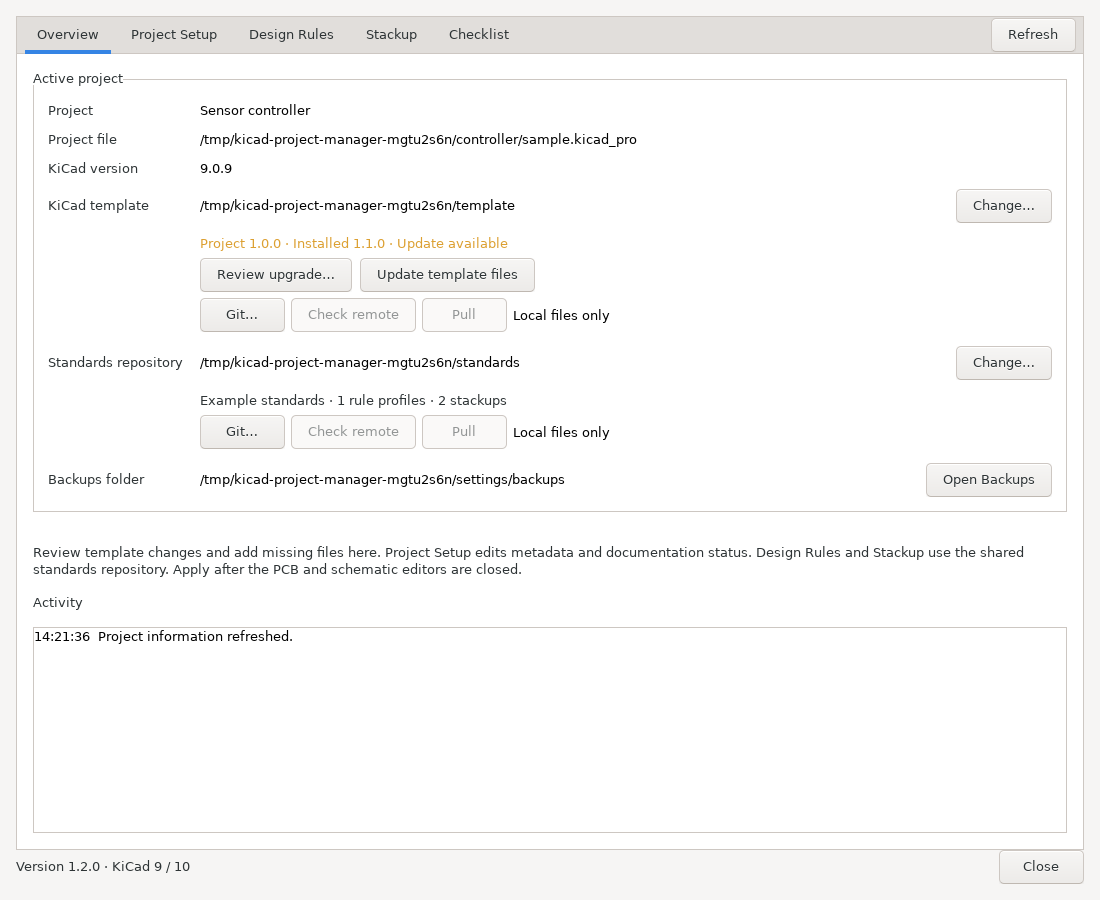 Overview Project Setup Design Rules Stackup Checklist Refresh
Active project
Project Sensor controller
Project file /tmp/kicad-project-manager-mgtu2s6n/controller/sample.kicad_pro
KiCad version 9.0.9
KiCad template /tmp/kicad-project-manager-mgtu2s6n/template Change...
Project 1.0.0 · Installed 1.1.0 · Update available
Review upgrade... Update template files
Git... Check remote Pull Local files only
Standards repository /tmp/kicad-project-manager-mgtu2s6n/standards Change...
Example standards · 1 rule profiles · 2 stackups
Git... Check remote Pull Local files only
Backups folder /tmp/kicad-project-manager-mgtu2s6n/settings/backups Open Backups
Review template changes and add missing files here. Project Setup edits metadata and documentation status. Design Rules and Stackup use the shared
standards repository. Apply after the PCB and schematic editors are closed.
Activity
14:21:36 Project information refreshed.
Version 1.2.0 · KiCad 9 / 10 Close